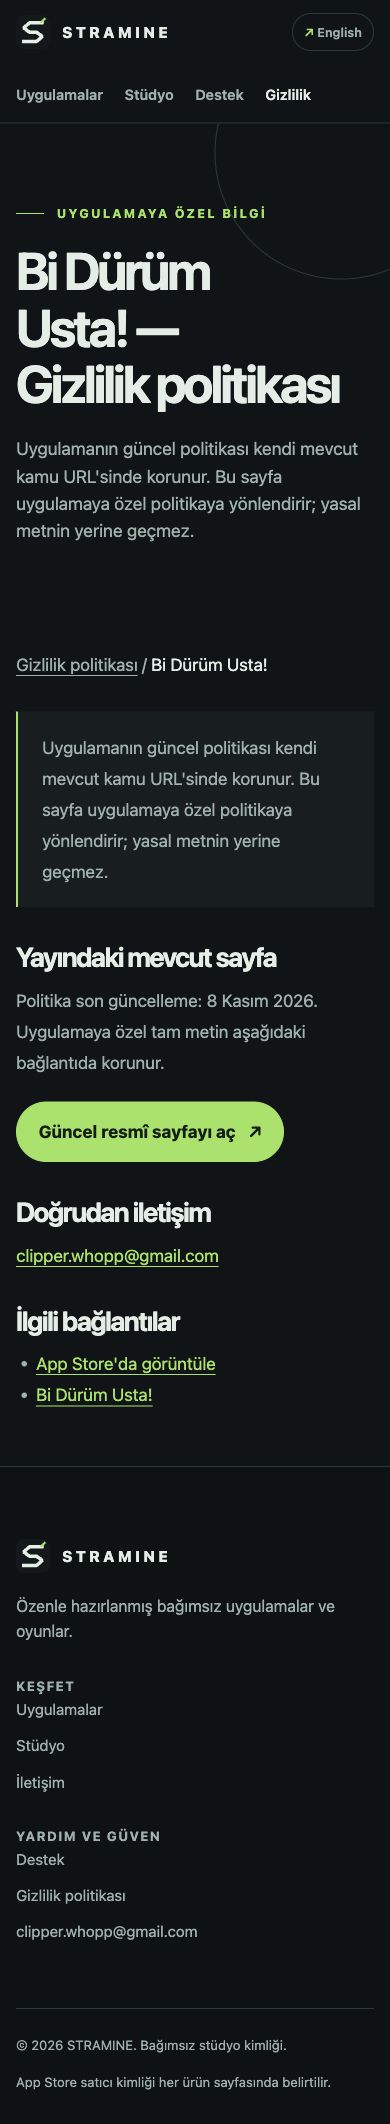 STRAMINE
↗ English
Uygulamalar Stüdyo Destek Gizlilik
UYGULAMAYA ÖZEL BİLGİ
Bi Dürüm
Usta! —
Gizlilik politikası
Uygulamanın güncel politikası kendi mevcut
kamu URL'sinde korunur. Bu sayfa
uygulamaya özel politikaya yönlendirir; yasal
metnin yerine geçmez.
Gizlilik politikası / Bi Dürüm Usta!
Uygulamanın güncel politikası kendi
mevcut kamu URL'sinde korunur. Bu
sayfa uygulamaya özel politikaya
yönlendirir; yasal metnin yerine
geçmez.
Yayındaki mevcut sayfa
Politika son güncelleme: 8 Kasım 2026.
Uygulamaya özel tam metin aşağıdaki
bağlantıda korunur.
Güncel resmî sayfayı aç ↗
Doğrudan iletişim
clipper.whopp@gmail.com
İlgili bağlantılar
• App Store'da görüntüle
• Bi Dürüm Usta!
STRAMINE
Özenle hazırlanmış bağımsız uygulamalar ve
oyunlar.
KEŞFET
Uygulamalar
Stüdyo
İletişim
YARDIM VE GÜVEN
Destek
Gizlilik politikası
clipper.whopp@gmail.com
© 2026 STRAMINE. Bağımsız stüdyo kimliği.
App Store satıcı kimliği her ürün sayfasında belirtilir.